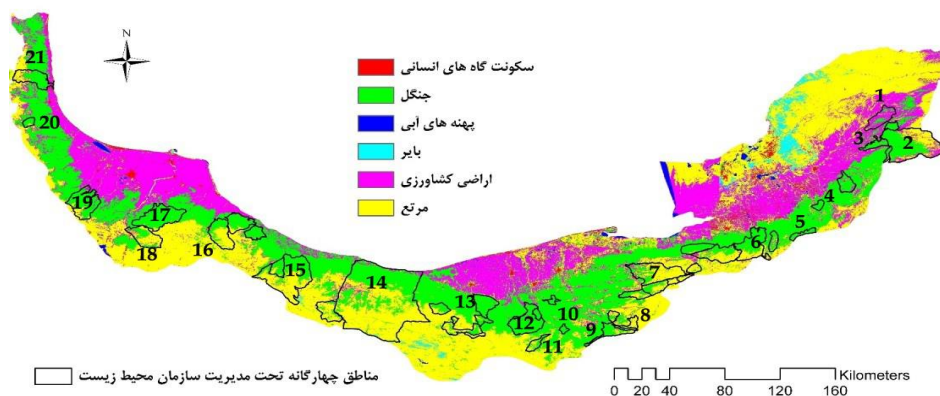 N
سکونت گاه های انسانی
جنگل
پهنه های آبی
بایر
اراضی کشاورزی
مرتع
21
20
19
18
17
16
15
14
13
12
11
10
9
8
7
6
5
4
3
2
1
مناطق چهارگانه تحت مدیریت سازمان محیط زیست
Kilometers
0 20 40 80 120 160